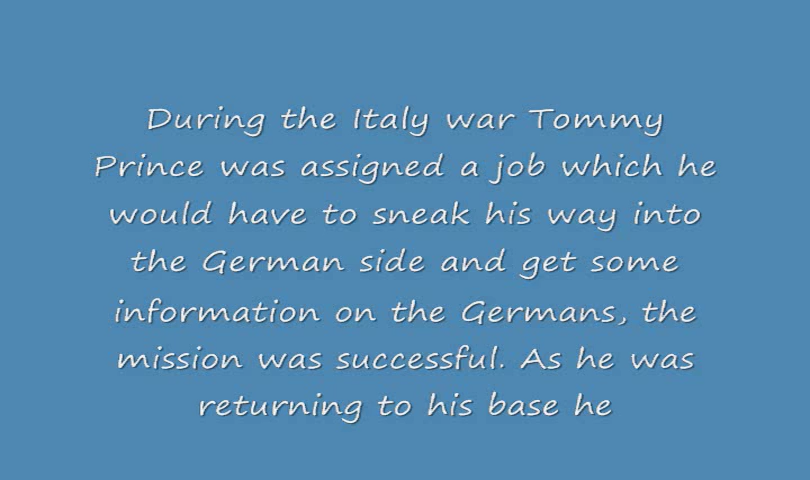 During the Italy war Tommy
Prince was assigned a job which he
would have to sneak his way into
the German side and get some
information on the Germans, the
mission was successful. As he was
returning to his base he